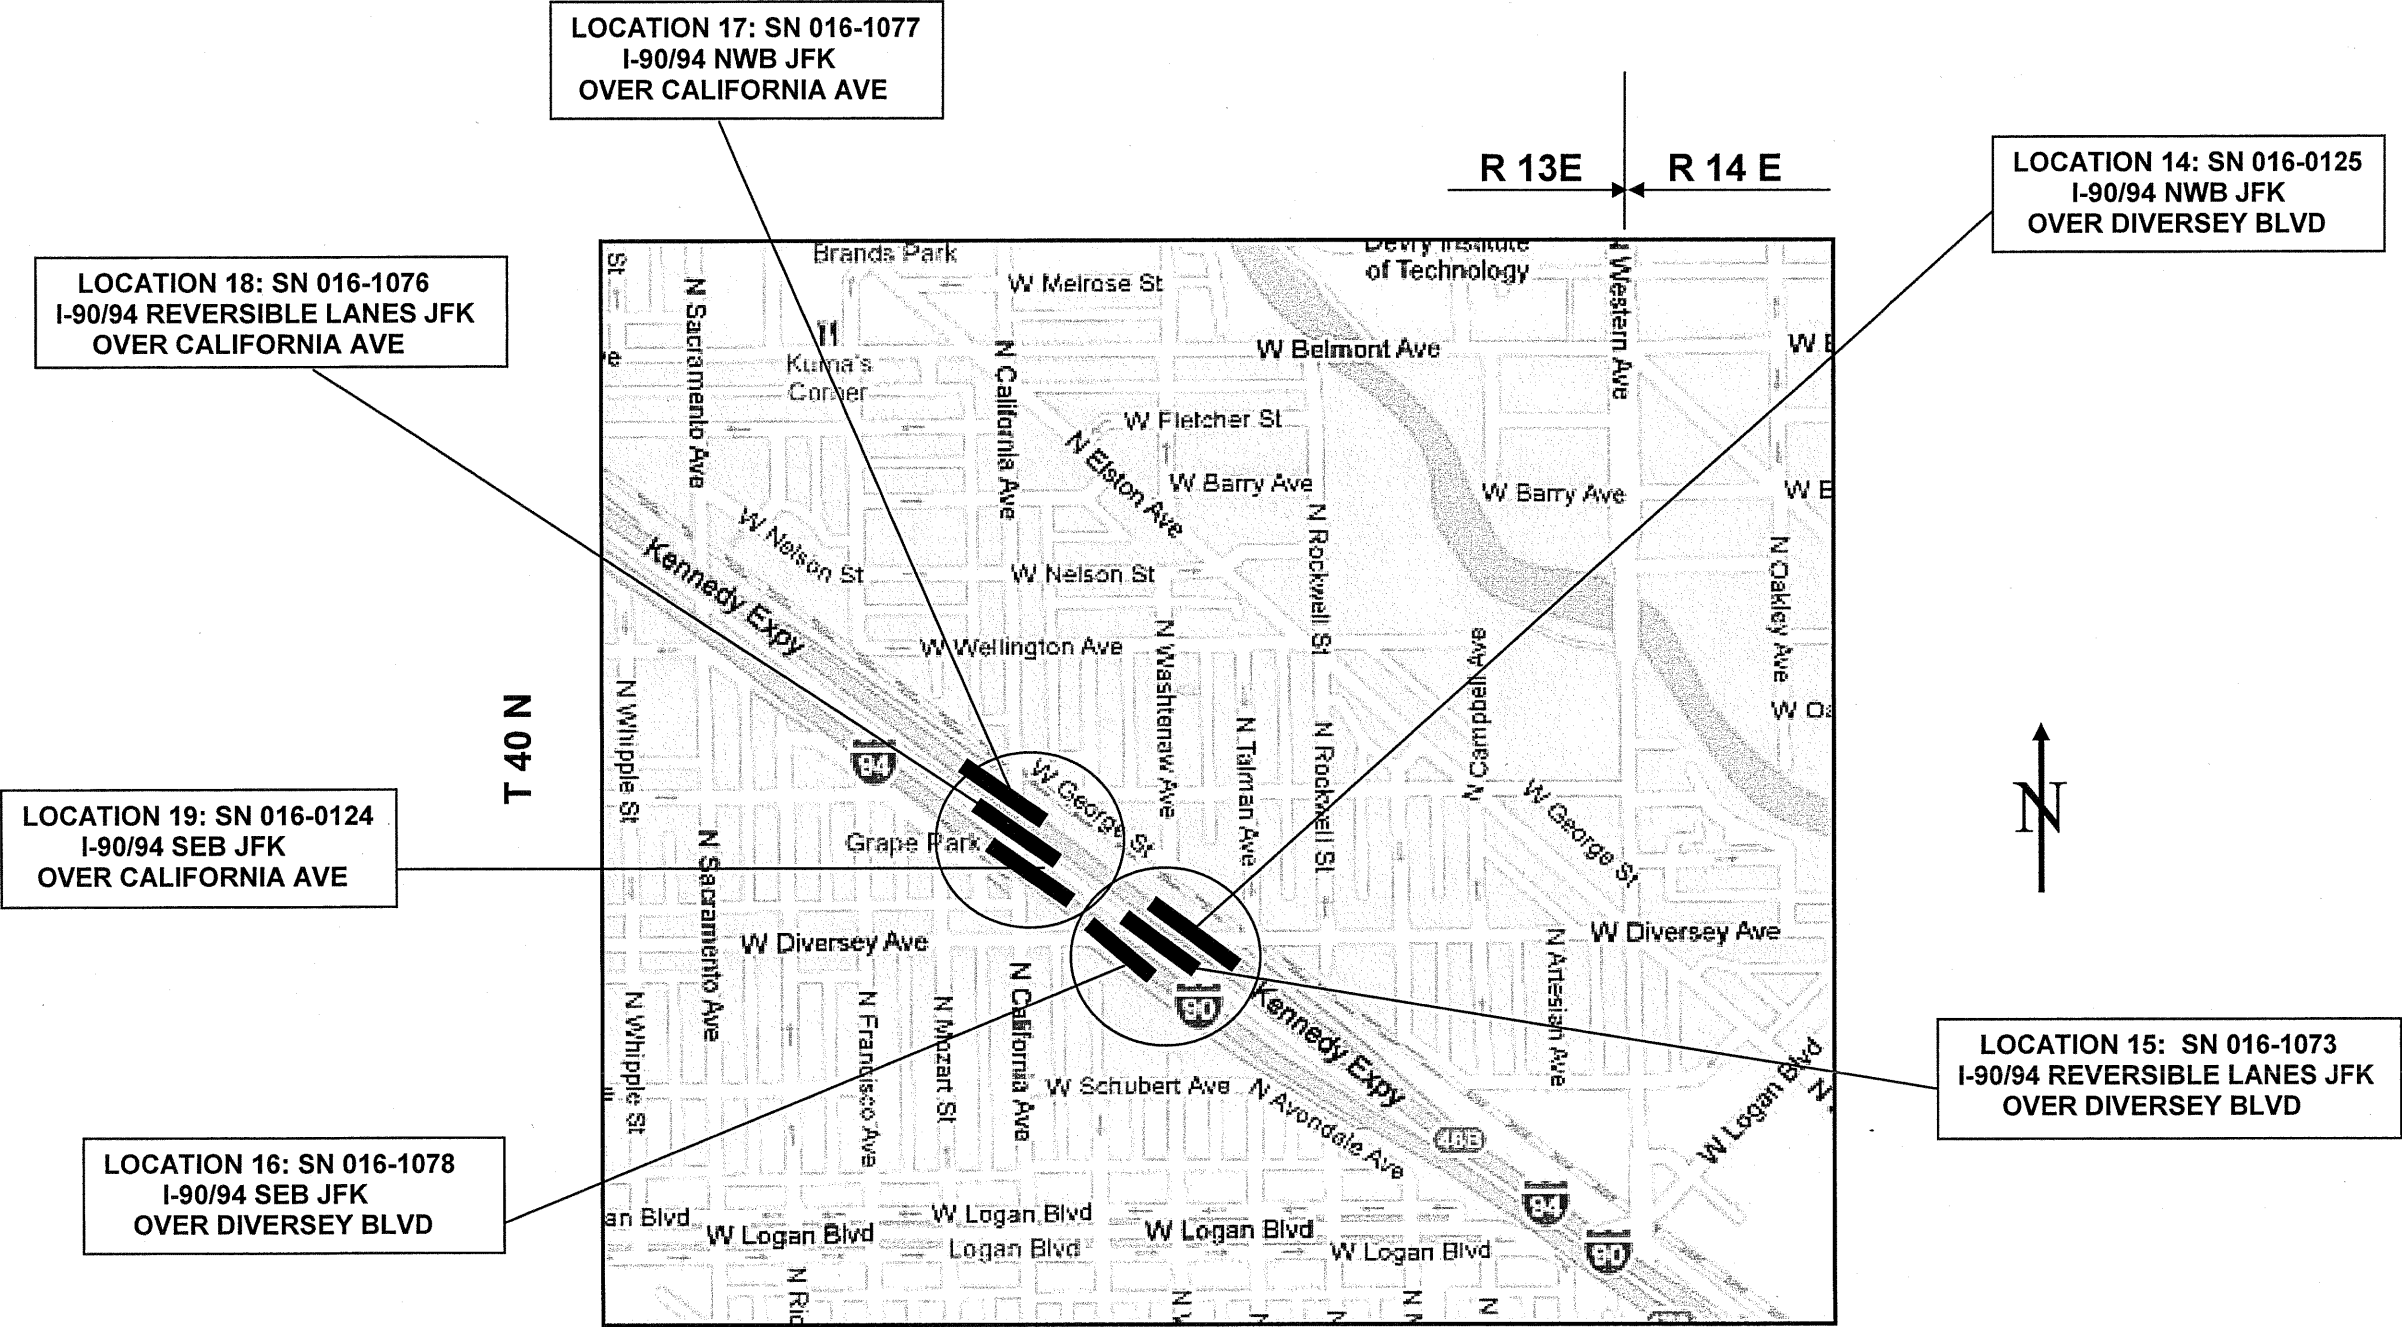 LOCATION 17: SN 016-1077
I-90/94 NWB JFK
OVER CALIFORNIA AVE
R 13E
R 14 E
LOCATION 14: SN 016-0125
I-90/94 NWB JFK
OVER DIVERSEY BLVD
LOCATION 18: SN 016-1076
I-90/94 REVERSIBLE LANES JFK
OVER CALIFORNIA AVE
T 40 N
LOCATION 19: SN 016-0124
I-90/94 SEB JFK
OVER CALIFORNIA AVE
LOCATION 16: SN 016-1078
I-90/94 SEB JFK
OVER DIVERSEY BLVD
LOCATION 15: SN 016-1073
I-90/94 REVERSIBLE LANES JFK
OVER DIVERSEY BLVD
N
Brands Park
Devry Institute
of Technology
St
W Melrose St
N Sacramento Ave
N Western Ave
Kuma's
Corner
W Belmont Ave
N California Ave
W Fletcher St
N Elston Ave
W Barry Ave
W Barry Ave
W Nelson St
W Nelson St
Kennedy Expy
N Rockwell St
N Oakley Ave
W Wellington Ave
N Washtenaw Ave
N Campbell Ave
N Whipple St
N Talman Ave
N Rockwell St
94
W George St
W George St
Grape Park
N Sacramento Ave
W Diversey Ave
W Diversey Ave
N Artesian Ave
90
Kennedy Expy
N Whipple St
N Francisco Ave
N Mozart St
N California Ave
W Schubert Ave
N Avondale Ave
W Logan Blvd
94
90
an Blvd
W Logan Blvd
W Logan Blvd
Logan Blvd
W Logan Blvd
W Logan Blvd